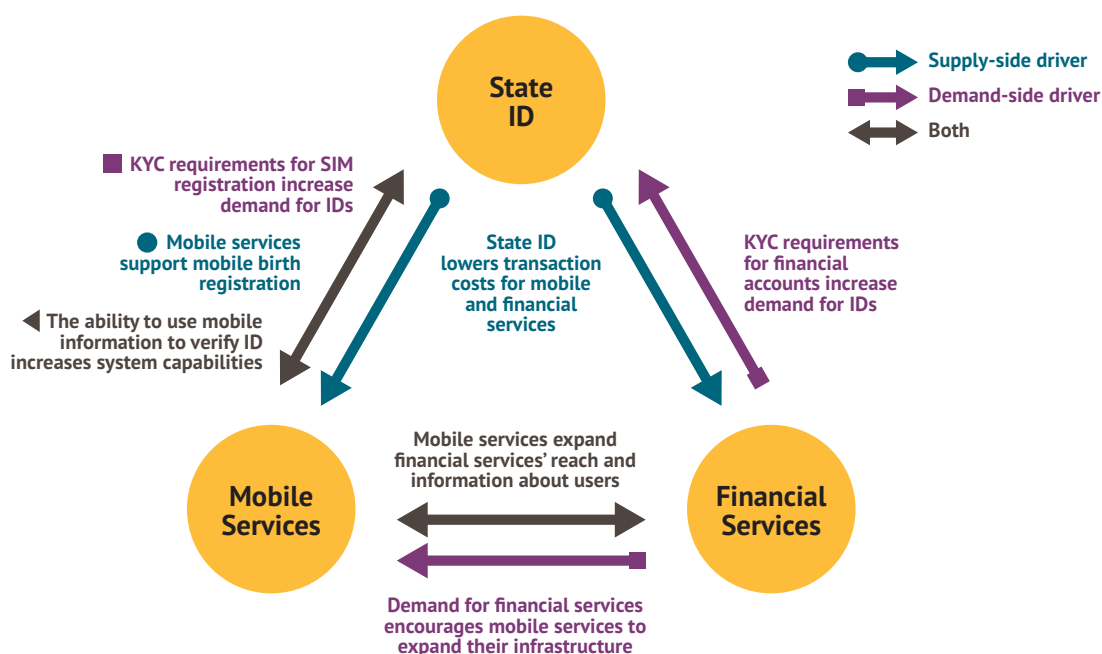 State
ID
Supply-side driver
Demand-side driver
Both
KYC requirements for SIM
registration increase
demand for IDs
Mobile services
support mobile birth
registration
The ability to use mobile
information to verify ID
increases system capabilities
State ID
lowers transaction
costs for mobile
and financial
services
KYC requirements
for financial
accounts increase
demand for IDs
Mobile
Services
Mobile services expand
financial services’ reach and
information about users
Financial
Services
Demand for financial services
encourages mobile services to
expand their infrastructure